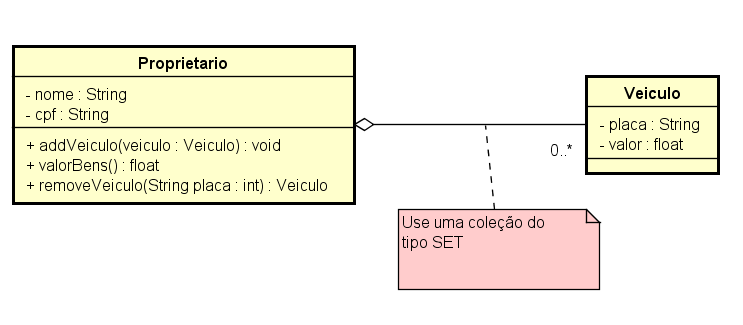 Proprietario
- nome : String
- cpf : String
+ addVeiculo(veiculo : Veiculo) : void
+ valorBens() : float
+ removeVeiculo(String placa : int) : Veiculo
0..*
Veiculo
- placa : String
- valor : float
Use uma coleção do
tipo SET